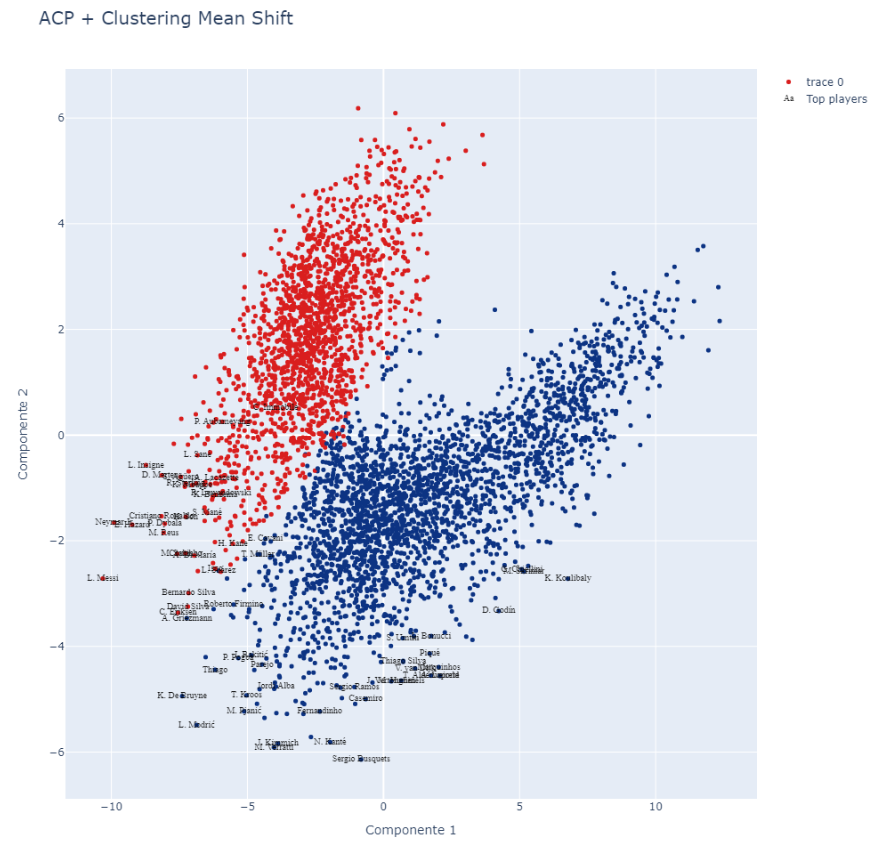 ACP + Clustering Mean Shift
trace 0
Aa Top players
6
4
2
0
−2
−4
−6
−10
−5
0
5
10
Componente 1
Componente 2
L. Sané
L. Insigne
D. Mertens
S. Mané
Cristiano Ronaldo
Neymar Jr
E. Hazard
P. Dybala
M. Reus
H. Kane
E. Cavani
T. Müller
L. Suárez
L. Messi
K. Koulibaly
Bernardo Silva
David Silva
Roberto Firmino
C. Eriksen
A. Griezmann
D. Godín
S. Umtiti
Bonucci
Piqué
Thiago Silva
I. Rakitić
P. Pogba
Parejo
Thiago
Jordi Alba
Sergio Ramos
K. De Bruyne
T. Kroos
Casemiro
M. Pjanić
Fernandinho
L. Modrić
J. Kimmich
M. Verratti
N. Kanté
Sergio Busquets